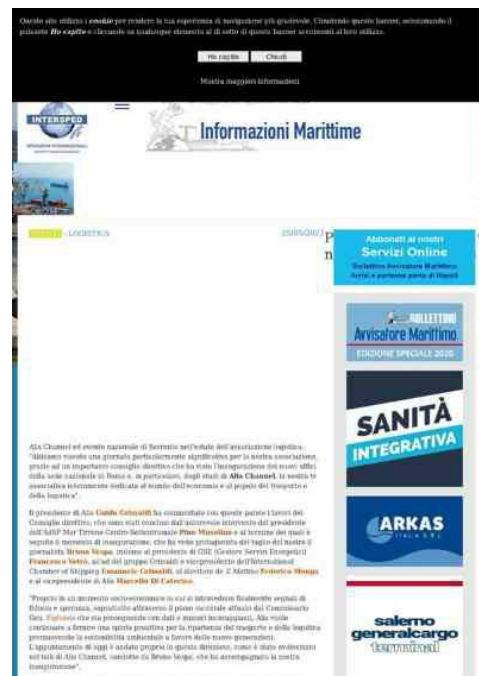 Questo sito utilizza i cookie per rendere la tua esperienza di navigazione più gradevole. Chiudendo questo banner, selezionando il
pulsante Ho capito o cliccando su qualunque elemento al di sotto di questo banner acconsenti al loro utilizzo.
Ho capito Chiudi
Mostra maggiori informazioni
INTERSPED
Informazioni Marittime
- LOGISTICA
25/05/2021
P
n
Abbonati ai nostri
Servizi Online
Bollettino Avvisatore Marittimo
Arrivi e partenze porto di Napoli
BOLLETTINO
Avvisatore Marittimo
EDIZIONE SPECIALE 2020
SANITÀ
INTEGRATIVA
ARKAS
ITALIA S.R.L.
salerno
generalcargo
terminal
Alis Channel ed evento nazionale di Sorrento nell'estate dell'associazione logistica.
"Abbiamo vissuto una giornata particolarmente significativa per la nostra associazione,
grazie ad un importante consiglio direttivo che ha visto l'inaugurazione dei nuovi uffici
della sede nazionale di Roma e, in particolare, degli studi di Alis Channel, la nostra tv
associativa interamente dedicata al mondo dell'economia e al popolo del trasporto e
della logistica".
Il presidente di Alis Guido Grimaldi ha commentato con queste parole i lavori del
Consiglio direttivo, che sono stati conclusi dall'autorevole intervento del presidente
dell'AdSP Mar Tirreno Centro-Settentrionale Pino Musolino e al termine dei quali è
seguito il momento di inaugurazione, che ha visto protagonista del taglio del nastro il
giornalista Bruno Vespa, insieme al presidente di GSE (Gestore Servizi Energetici)
Francesco Vetrò, all'ad del gruppo Grimaldi e vicepresidente dell'International
Chamber of Shipping Emanuele Grimaldi, al direttore de Il Mattino Federico Monga
e al vicepresidente di Alis Marcello Di Caterina.
"Proprio in un momento socio-economico in cui si intravedono finalmente segnali di
fiducia e speranza, soprattutto attraverso il piano vaccinale attuato dal Commissario
Gen. Figliuolo che sta proseguendo con dati e numeri incoraggianti, Alis vuole
continuare a fornire una spinta propositiva per la ripartenza del trasporto e della logistica
promuovendo la sostenibilità ambientale a favore delle nuove generazioni.
L'appuntamento di oggi è andato proprio in questa direzione, come è stato evidenziato
nel talk di Alis Channel, condotto da Bruno Vespa, che ha accompagnato la nostra
inaugurazione".